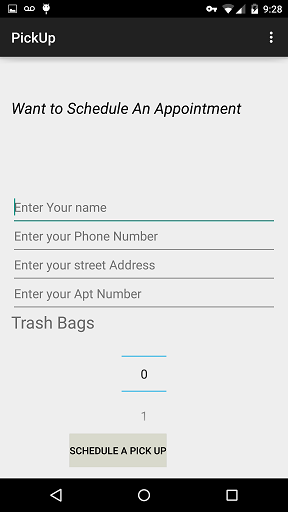 9:28
PickUp
Want to Schedule An Appointment
Enter Your name
Enter your Phone Number
Enter your street Address
Enter your Apt Number
Trash Bags
0
1
SCHEDULE A PICK UP